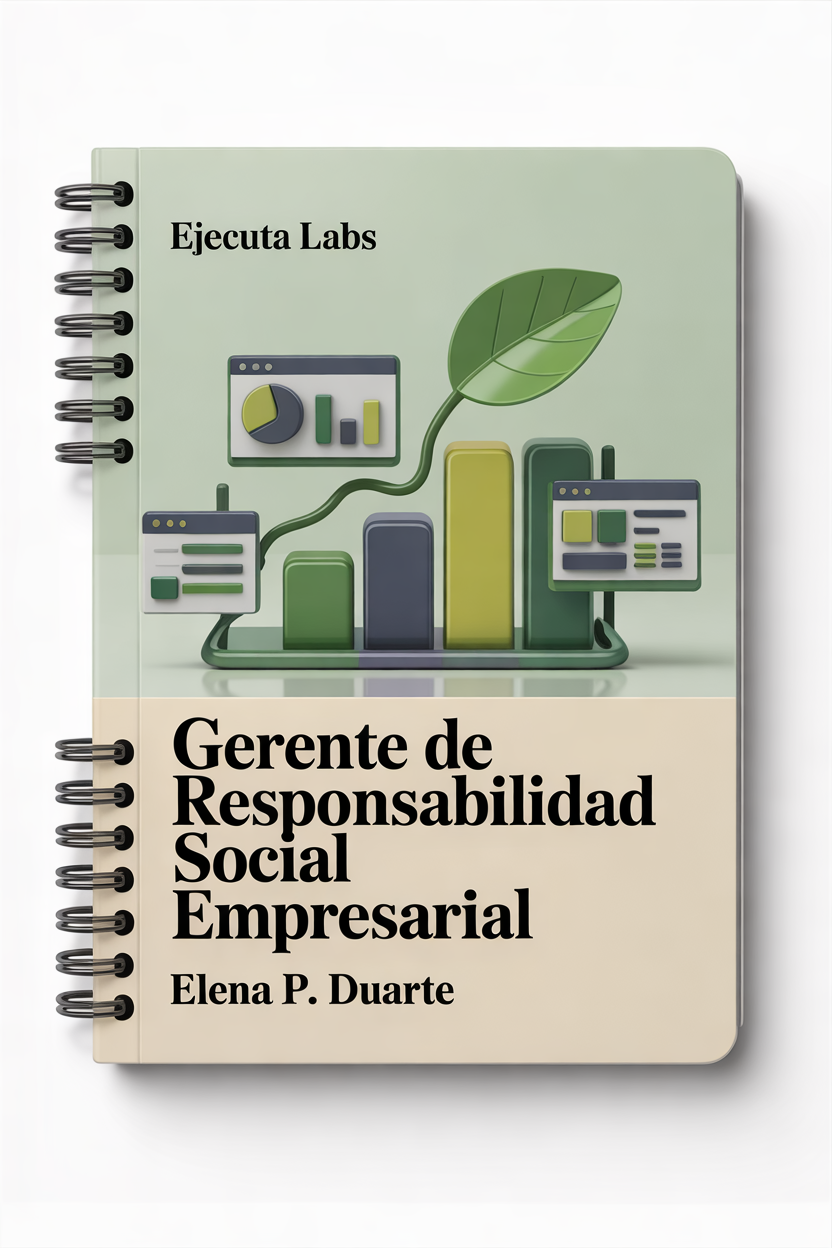 Ejecuta Labs
Gerente de
Responsabilidad
Social
Empresarial
Elena P. Duarte